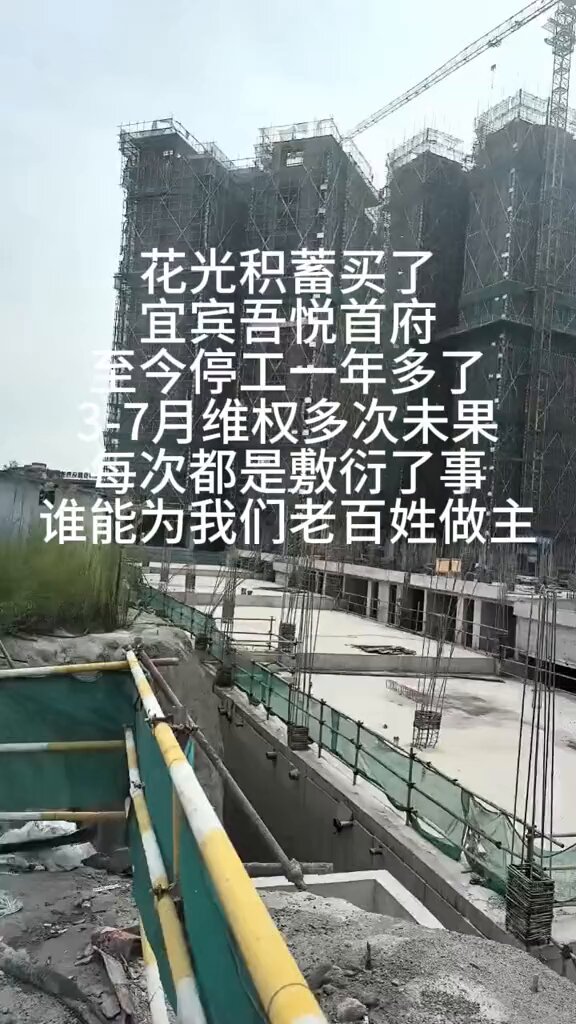 花光积蓄买了
宜宾吾悦首府
至今停工一年多了
3-7月维权多次未果
每次都是敷衍了事
谁能为我们老百姓做主